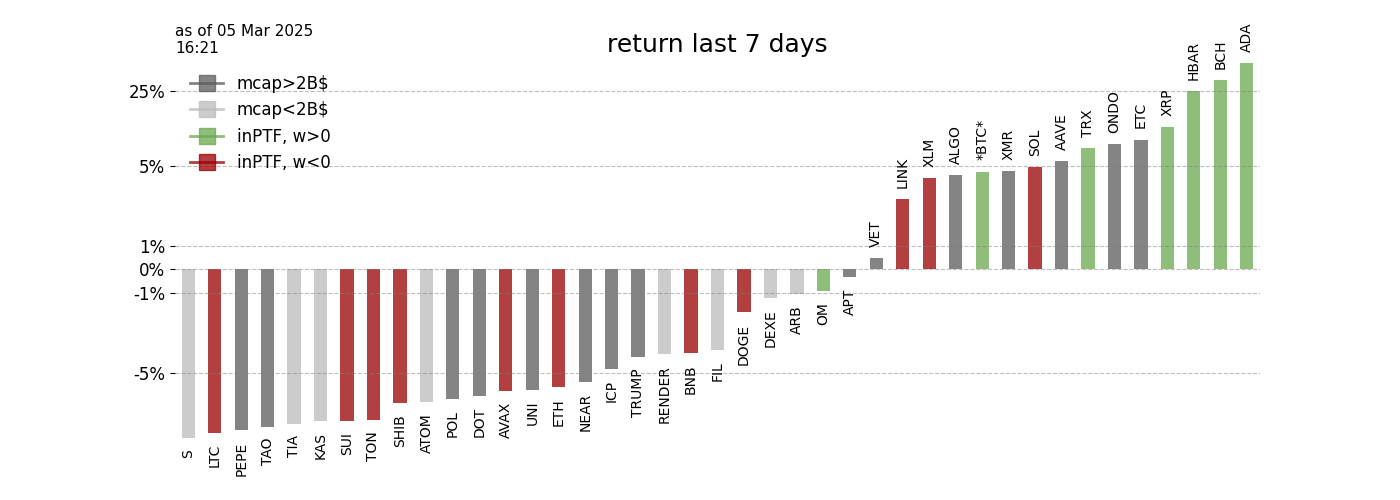 as of 05 Mar 2025
16:21
return last 7 days
mcap>2B$
mcap<2B$
inPTF, w>0
inPTF, w<0
25%
5%
1%
0%
-1%
-5%
S
LTC
PEPE
TAO
TIA
KAS
SUI
TON
SHIB
ATOM
POL
DOT
AVAX
UNI
ETH
NEAR
ICP
TRUMP
RENDER
BNB
FIL
DOGE
DEXE
ARB
OM
APT
VET
LINK
XLM
ALGO
*BTC*
XMR
SOL
AAVE
TRX
ONDO
ETC
XRP
HBAR
BCH
ADA